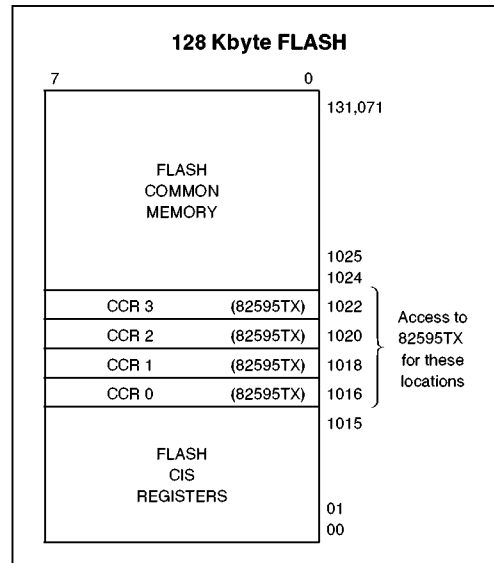 128 Kbyte FLASH
7 0
131,071
FLASH
COMMON
MEMORY
1025
1024
CCR 3 (82595TX) 1022
CCR 2 (82595TX) 1020
CCR 1 (82595TX) 1018
CCR 0 (82595TX) 1016
Access to
82595TX
for these
locations
1015
FLASH
CIS
REGISTERS
01
00